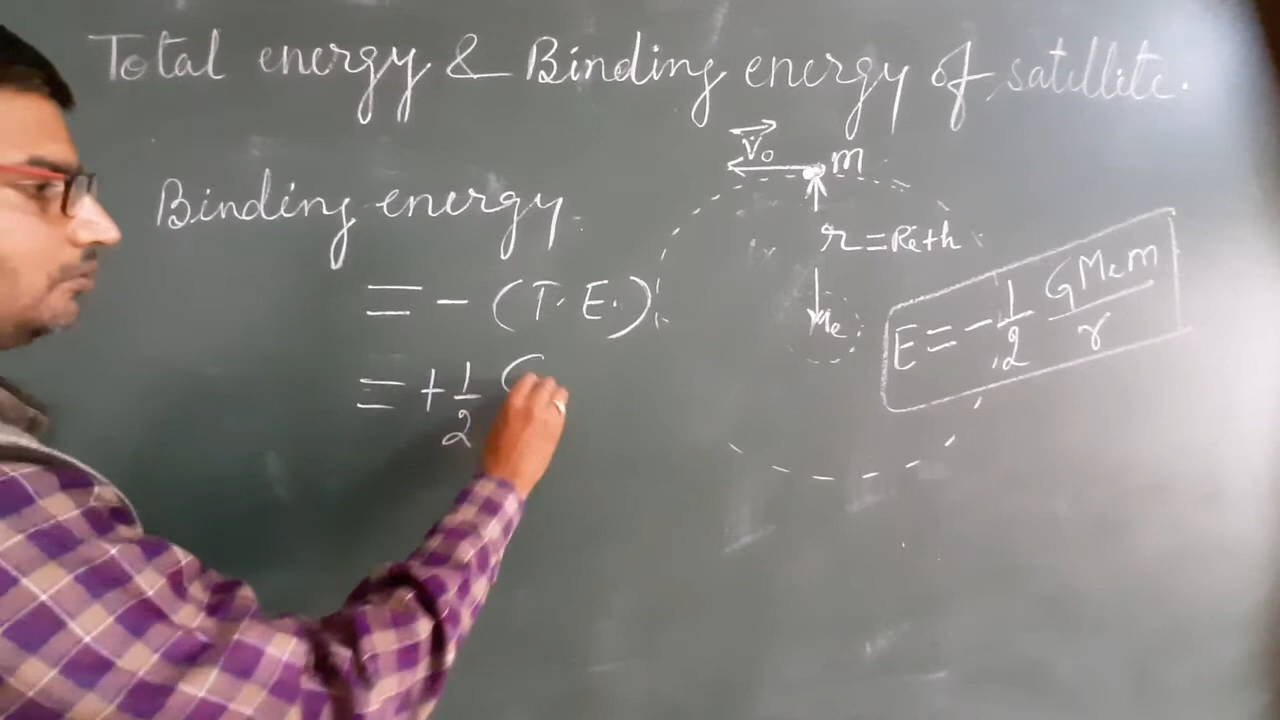 Total energy & Binding energy of satellite.
Binding energy
= - (T. E.)
= + 1/2 (
V₀
m
r = Re+h
Me
E = - 1/2 GMem/r